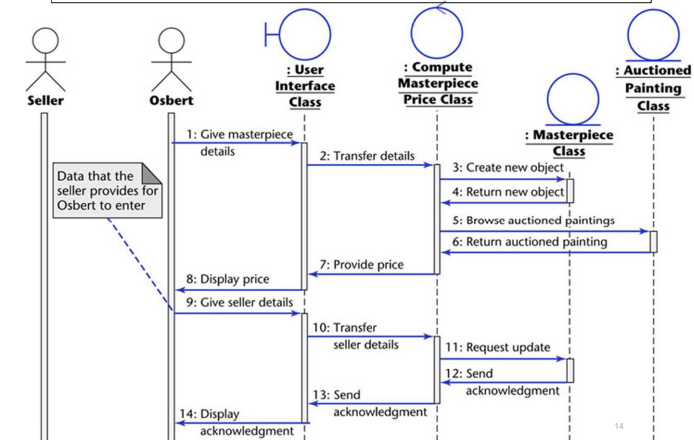 Seller
Osbert
: User
Interface
Class
: Compute
Masterpiece
Price Class
: Masterpiece
Class
: Auctioned
Painting
Class
1: Give masterpiece
details
2: Transfer details
3: Create new object
4: Return new object
Data that the
seller provides for
Osbert to enter
5: Browse auctioned paintings
6: Return auctioned painting
7: Provide price
8: Display price
9: Give seller details
10: Transfer
seller details
11: Request update
12: Send
acknowledgment
13: Send
acknowledgment
14: Display
acknowledgment
14